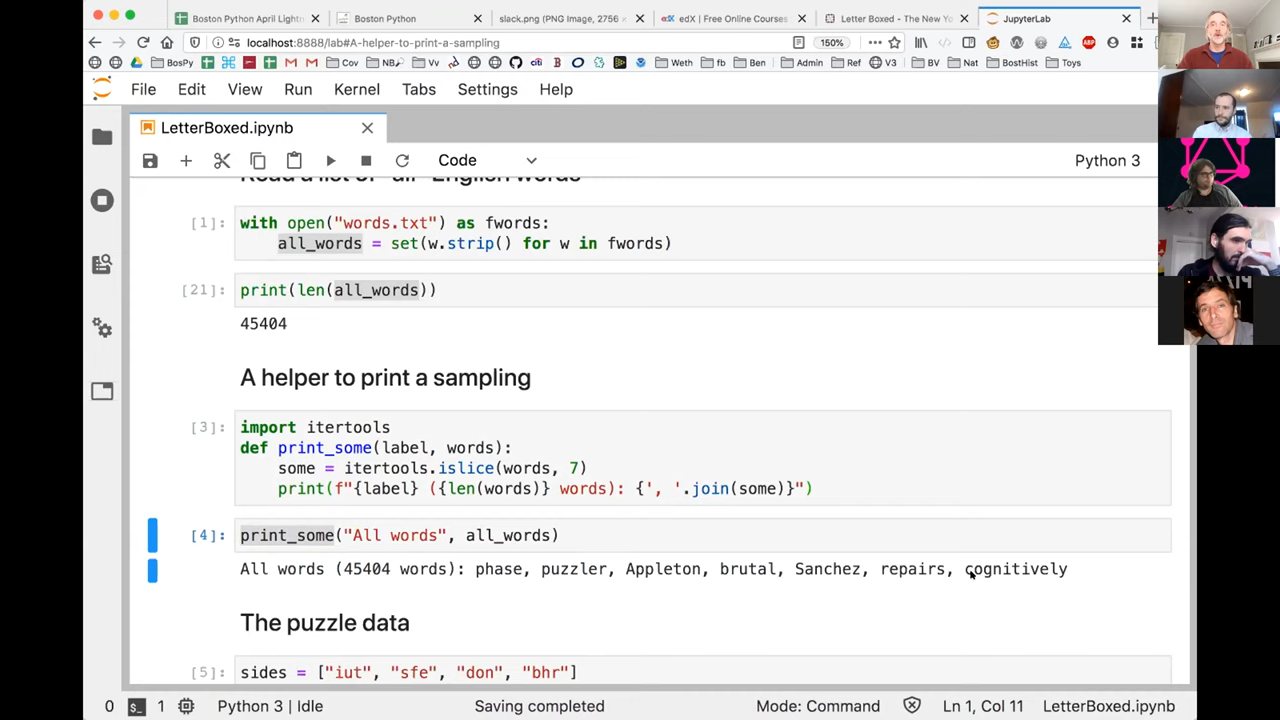 Boston Python April Lightn
Boston Python
slack.png (PNG Image, 2756 ×
edX | Free Online Courses
Letter Boxed - The New Yo
JupyterLab
localhost:8888/lab#A-helper-to-print-a-sampling
150%
BosPy
Cov
NB
Vv
Weth
fb
Ben
Admin
Ref
V3
BV
Nat
BostHist
Toys
File Edit View Run Kernel Tabs Settings Help
LetterBoxed.ipynb
Code
Python 3
Read a list of "all" English words
[1]: with open("words.txt") as fwords:
all_words = set(w.strip() for w in fwords)
[21]: print(len(all_words))
45404
A helper to print a sampling
[3]: import itertools
def print_some(label, words):
some = itertools.islice(words, 7)
print(f"{label} ({len(words)} words): {', '.join(some)}")
[4]: print_some("All words", all_words)
All words (45404 words): phase, puzzler, Appleton, brutal, Sanchez, repairs, cognitively
The puzzle data
[5]: sides = ["iut", "sfe", "don", "bhr"]
0 $_ 1 Python 3 | Idle Saving completed Mode: Command Ln 1, Col 11 LetterBoxed.ipynb